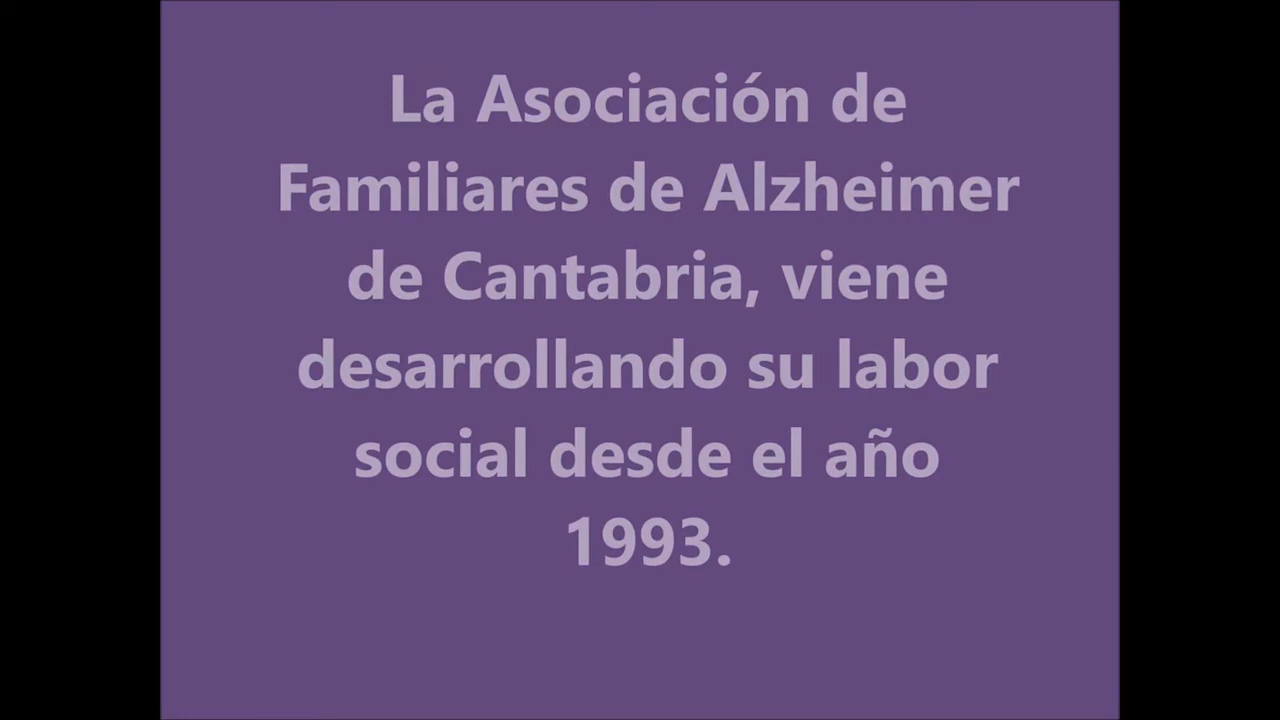 La Asociación de
Familiares de Alzheimer
de Cantabria, viene
desarrollando su labor
social desde el año
1993.